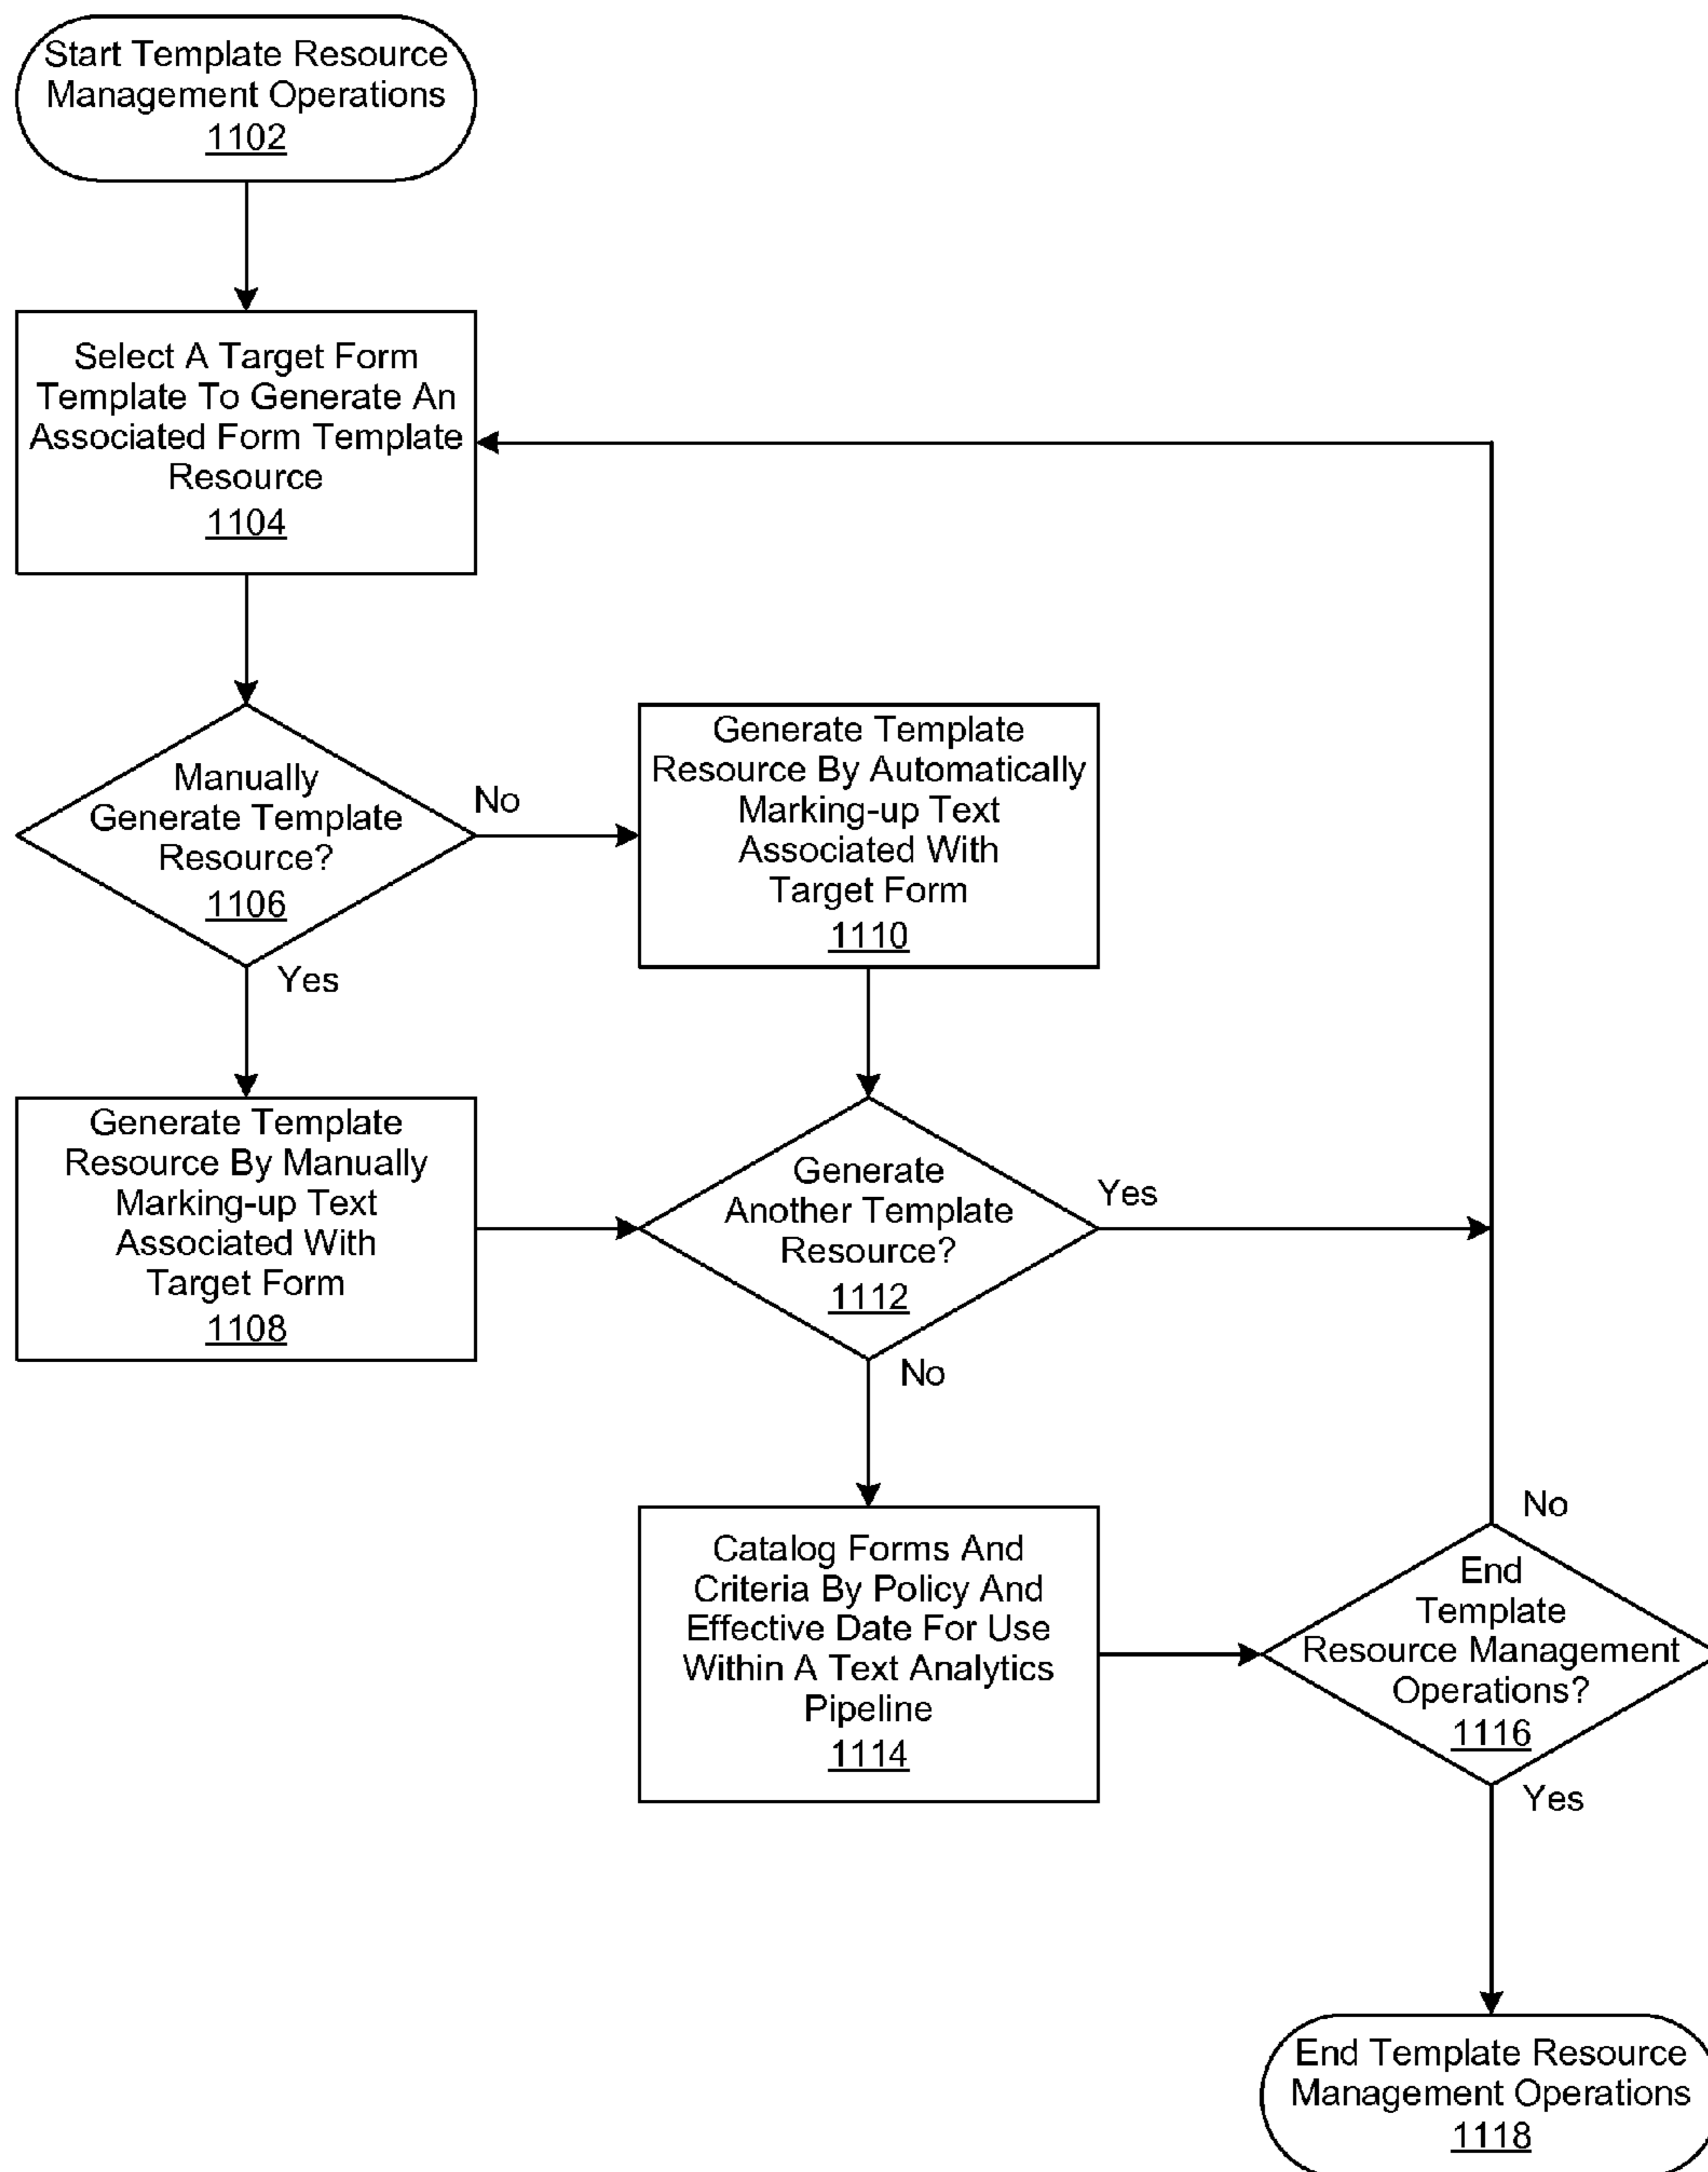 Start Template Resource
Management Operations
1102
Select A Target Form
Template To Generate An
Associated Form Template
Resource
1104
Manually
Generate Template
Resource?
1106
No
Yes
Generate Template
Resource By Automatically
Marking-up Text
Associated With
Target Form
1110
Generate Template
Resource By Manually
Marking-up Text
Associated With
Target Form
1108
Generate
Another Template
Resource?
1112
Yes
No
Catalog Forms And
Criteria By Policy And
Effective Date For Use
Within A Text Analytics
Pipeline
1114
No
End
Template
Resource Management
Operations?
1116
Yes
End Template Resource
Management Operations
1118